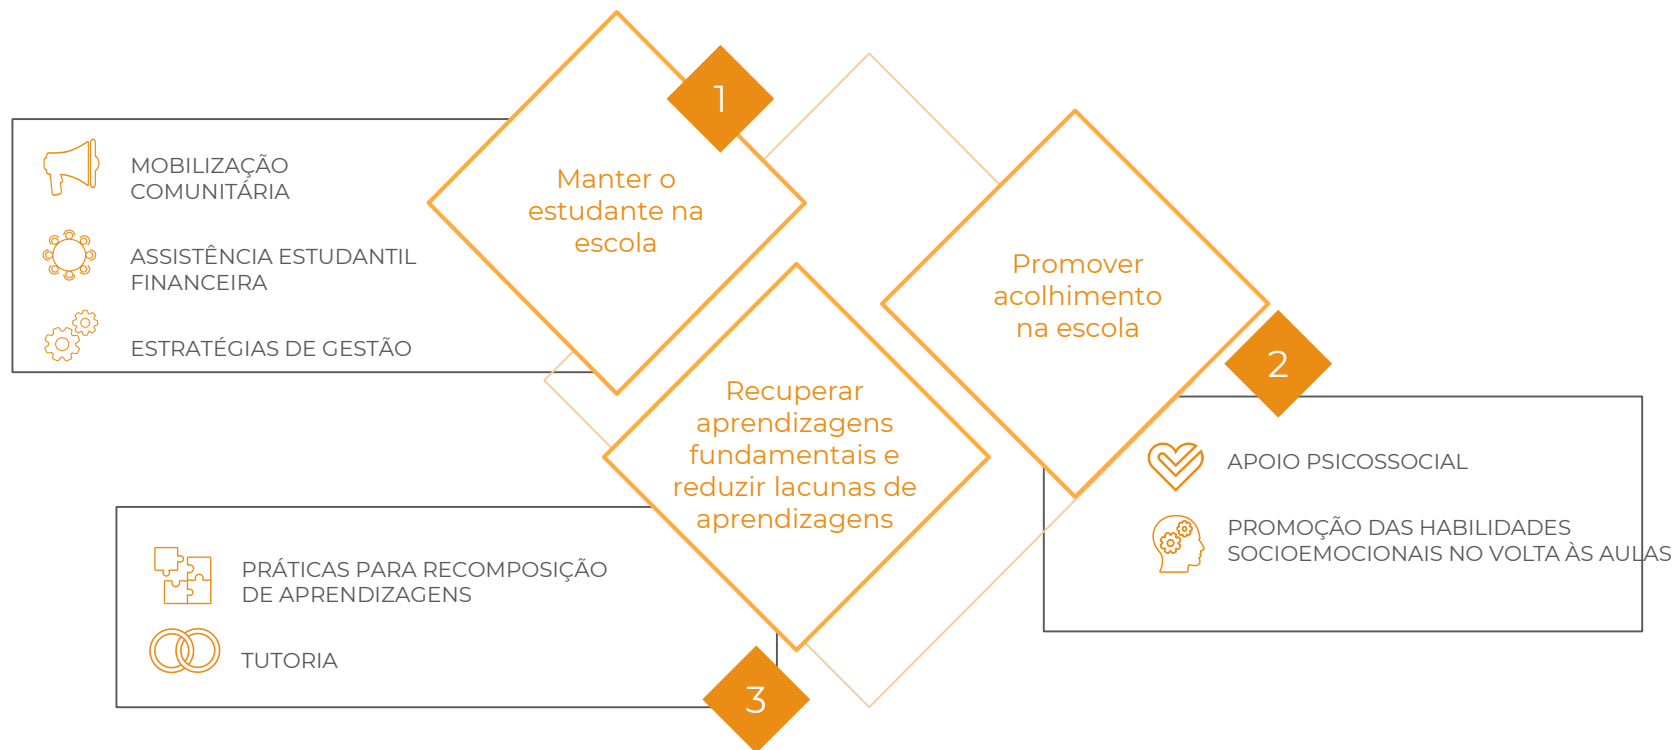 1
Manter o
estudante na
escola
MOBILIZAÇÃO
COMUNITÁRIA
ASSISTÊNCIA ESTUDANTIL
FINANCEIRA
ESTRATÉGIAS DE GESTÃO
Promover
acolhimento
na escola
2
APOIO PSICOSSOCIAL
PROMOÇÃO DAS HABILIDADES
SOCIOEMOCIONAIS NO VOLTA ÀS AULAS
Recuperar
aprendizagens
fundamentais e
reduzir lacunas de
aprendizagens
PRÁTICAS PARA RECOMPOSIÇÃO
DE APRENDIZAGENS
TUTORIA
3